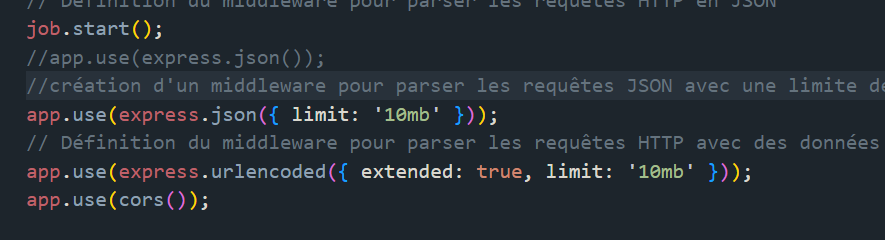 // Définition du middleware pour parser les requêtes HTTP en JSON
job.start();
//app.use(express.json());
//création d'un middleware pour parser les requêtes JSON avec une limite de
app.use(express.json({ limit: '10mb' }));
// Définition du middleware pour parser les requêtes HTTP avec des données
app.use(express.urlencoded({ extended: true, limit: '10mb' }));
app.use(cors());